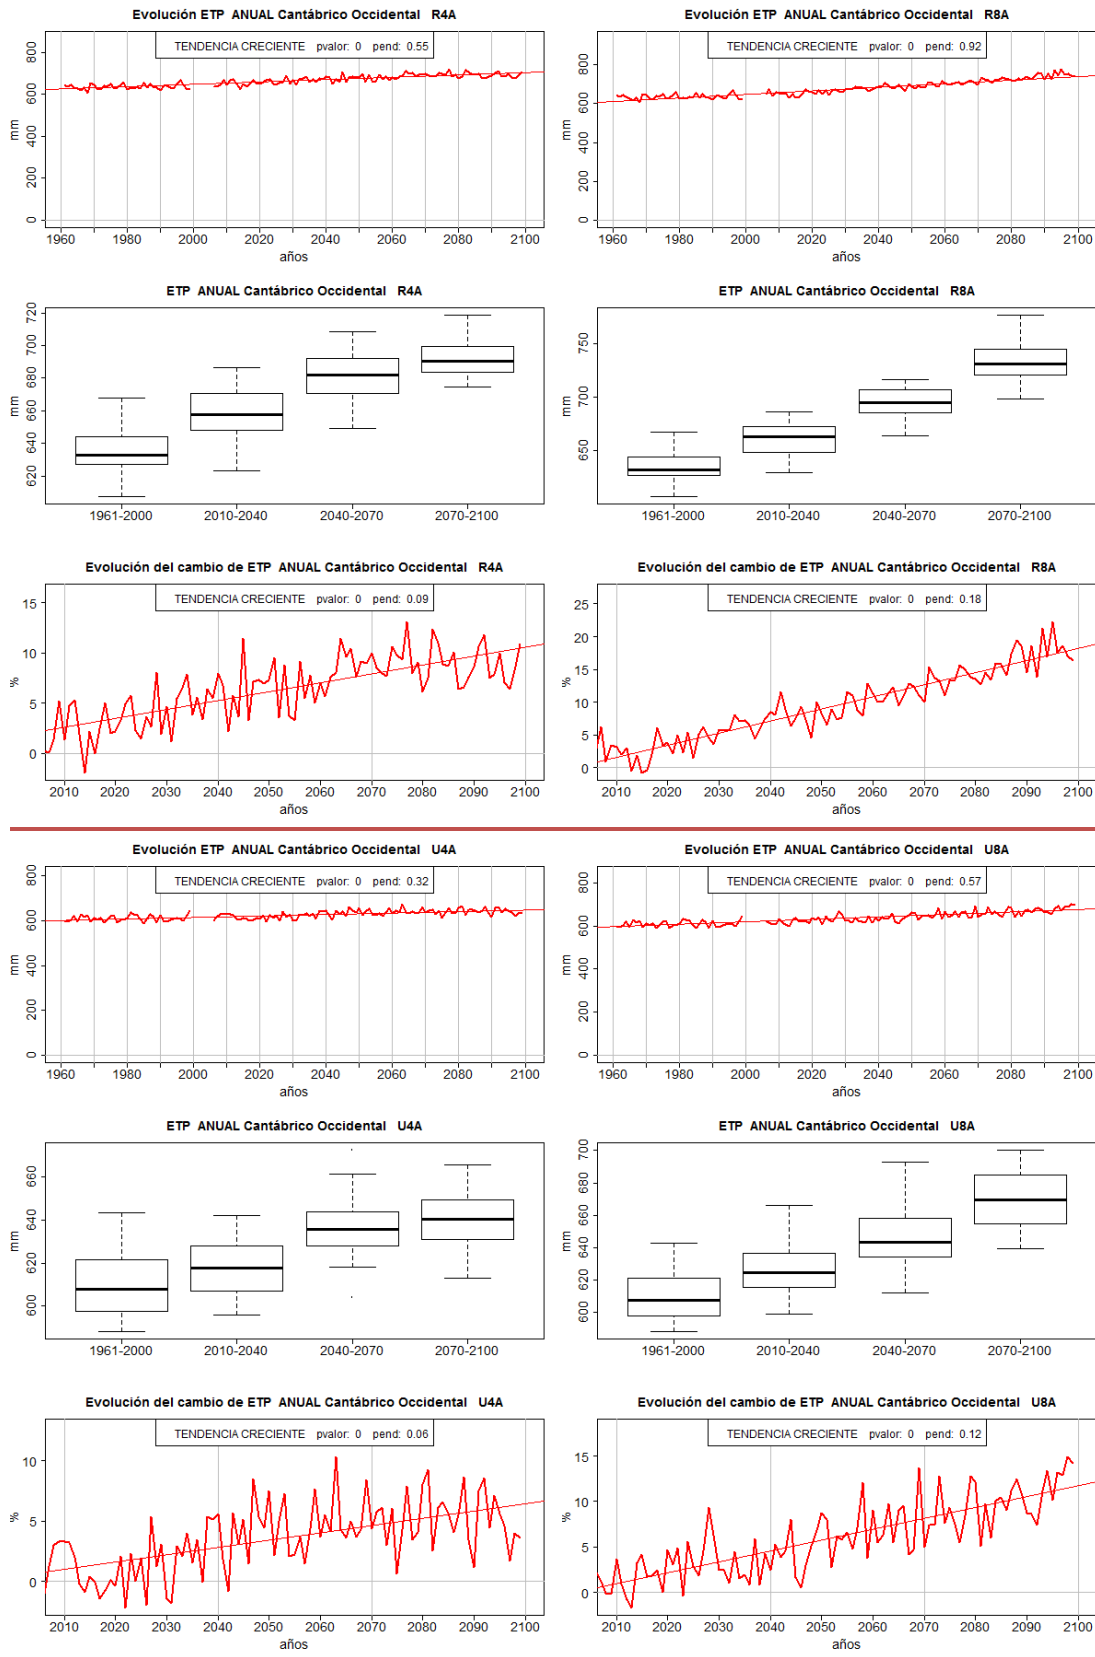 Evolución ETP ANUAL Cantábrico Occidental R4A
TENDENCIA CRECIENTE pvalor: 0 pend: 0.55
800
600
400
200
0
mm
1960 1980 2000 2020 2040 2060 2080 2100
años
Evolución ETP ANUAL Cantábrico Occidental R8A
TENDENCIA CRECIENTE pvalor: 0 pend: 0.92
800
600
400
200
0
mm
1960 1980 2000 2020 2040 2060 2080 2100
años
ETP ANUAL Cantábrico Occidental R4A
720
700
680
660
640
620
mm
1961-2000 2010-2040 2040-2070 2070-2100
ETP ANUAL Cantábrico Occidental R8A
750
700
650
mm
1961-2000 2010-2040 2040-2070 2070-2100
Evolución del cambio de ETP ANUAL Cantábrico Occidental R4A
TENDENCIA CRECIENTE pvalor: 0 pend: 0.09
15
10
5
0
%
2010 2020 2030 2040 2050 2060 2070 2080 2090 2100
años
Evolución del cambio de ETP ANUAL Cantábrico Occidental R8A
TENDENCIA CRECIENTE pvalor: 0 pend: 0.18
25
20
15
10
5
0
%
2010 2020 2030 2040 2050 2060 2070 2080 2090 2100
años
Evolución ETP ANUAL Cantábrico Occidental U4A
TENDENCIA CRECIENTE pvalor: 0 pend: 0.32
800
600
400
200
0
mm
1960 1980 2000 2020 2040 2060 2080 2100
años
Evolución ETP ANUAL Cantábrico Occidental U8A
TENDENCIA CRECIENTE pvalor: 0 pend: 0.57
800
600
400
200
0
mm
1960 1980 2000 2020 2040 2060 2080 2100
años
ETP ANUAL Cantábrico Occidental U4A
660
640
620
600
mm
1961-2000 2010-2040 2040-2070 2070-2100
ETP ANUAL Cantábrico Occidental U8A
700
680
660
640
620
600
mm
1961-2000 2010-2040 2040-2070 2070-2100
Evolución del cambio de ETP ANUAL Cantábrico Occidental U4A
TENDENCIA CRECIENTE pvalor: 0 pend: 0.06
10
5
0
%
2010 2020 2030 2040 2050 2060 2070 2080 2090 2100
años
Evolución del cambio de ETP ANUAL Cantábrico Occidental U8A
TENDENCIA CRECIENTE pvalor: 0 pend: 0.12
15
10
5
0
%
2010 2020 2030 2040 2050 2060 2070 2080 2090 2100
años